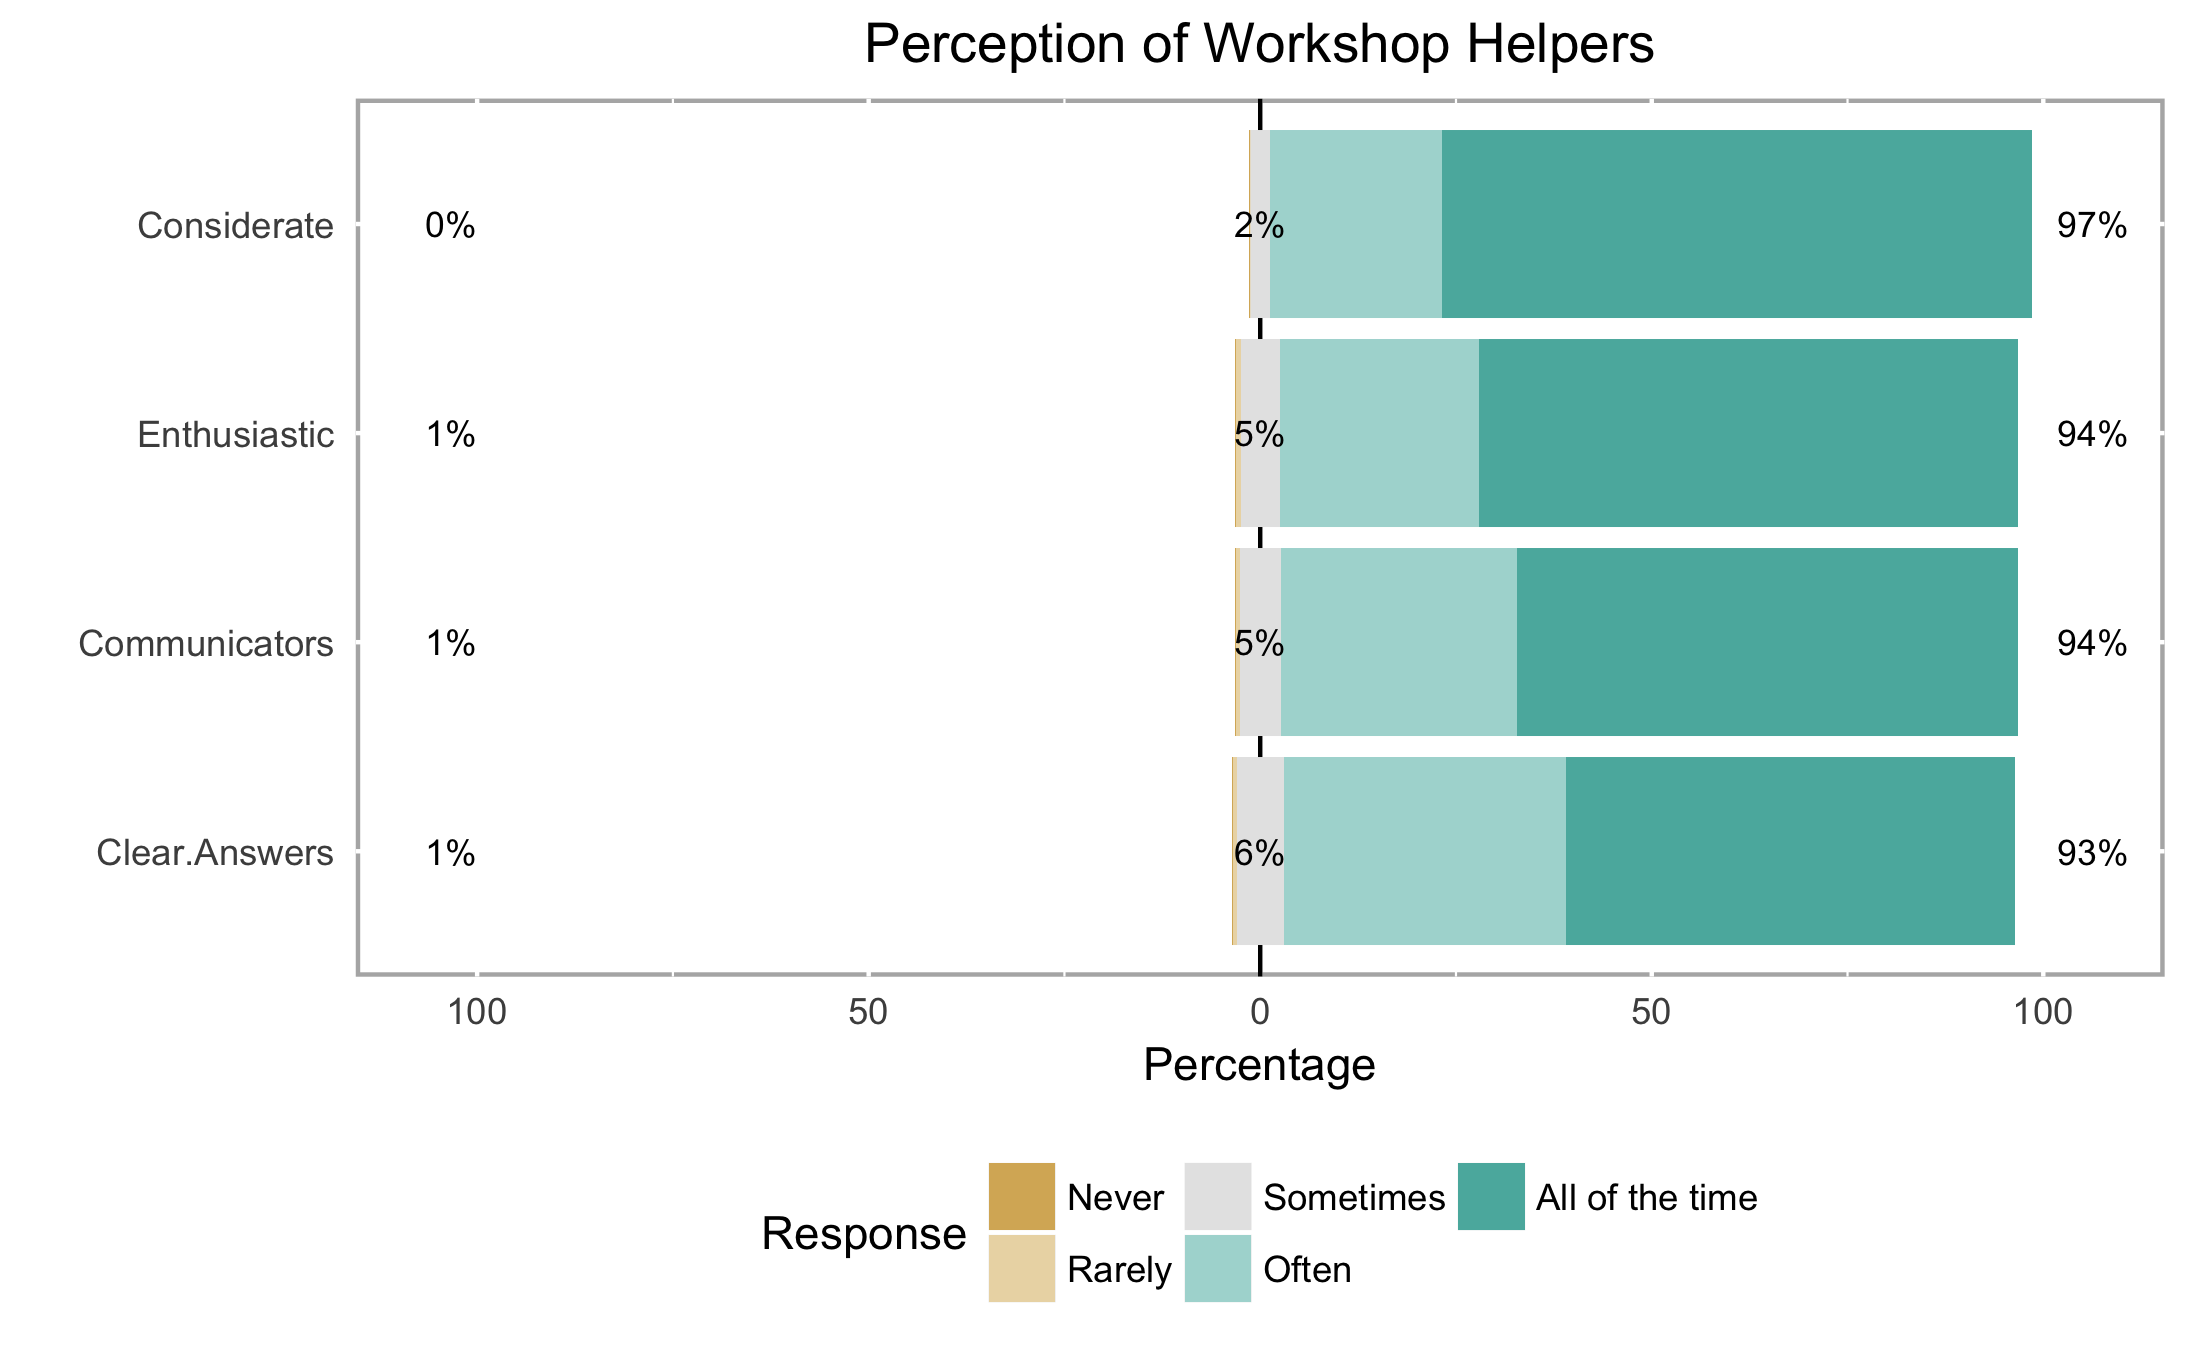 Perception of Workshop Helpers
Considerate 0% 2% 97%
Enthusiastic 1% 5% 94%
Communicators 1% 5% 94%
Clear.Answers 1% 6% 93%
100 50 0 50 100
Percentage
Response
Never Sometimes All of the time
Rarely Often